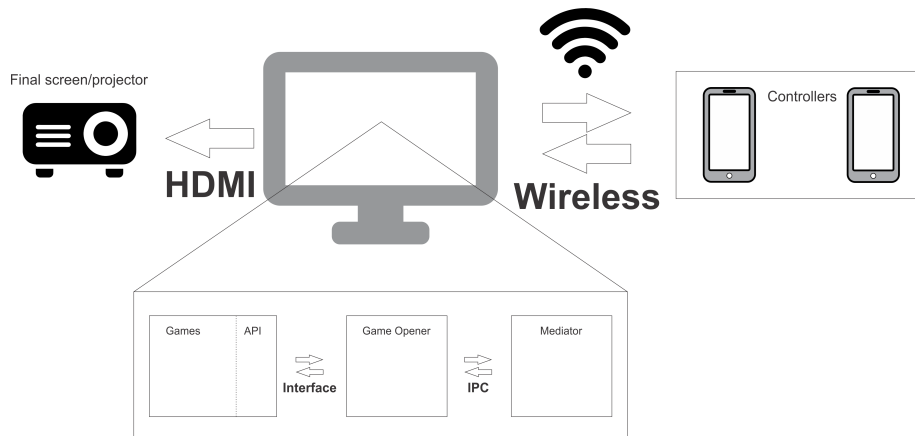 Final screen/projector
HDMI
Wireless
Controllers
Games
API
Interface
Game Opener
IPC
Mediator